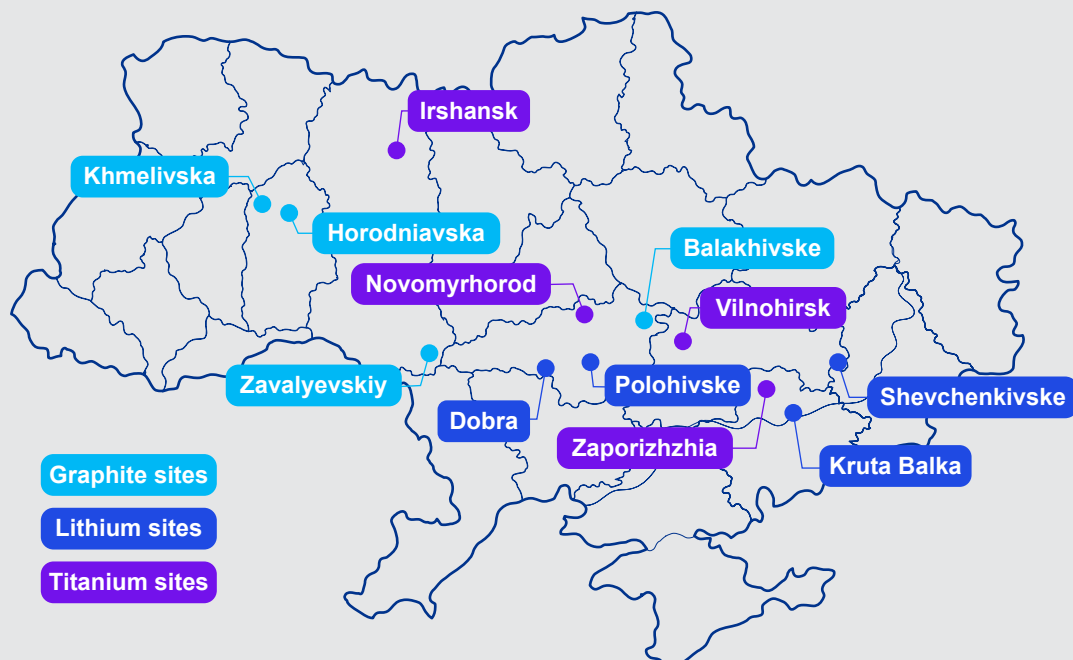 Irshansk
Khmelivska
Horodniavska
Balakhivske
Novomyrhorod
Vilnohirsk
Zavalyevskiy
Polohivske
Shevchenkivske
Dobra
Zaporizhzhia
Kruta Balka
Graphite sites
Lithium sites
Titanium sites